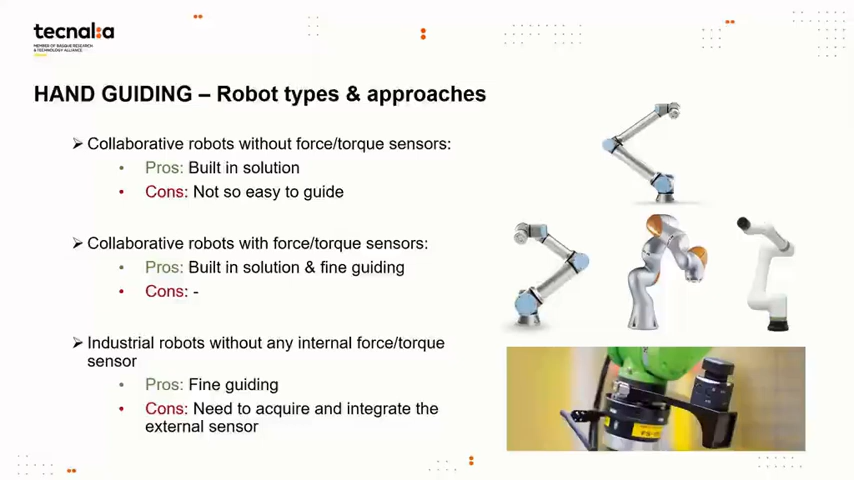 tecnal:a
MEMBER OF BASQUE RESEARCH
& TECHNOLOGY ALLIANCE
HAND GUIDING – Robot types & approaches
➢ Collaborative robots without force/torque sensors:
• Pros: Built in solution
• Cons: Not so easy to guide
➢ Collaborative robots with force/torque sensors:
• Pros: Built in solution & fine guiding
• Cons: -
➢ Industrial robots without any internal force/torque
sensor
• Pros: Fine guiding
• Cons: Need to acquire and integrate the
external sensor